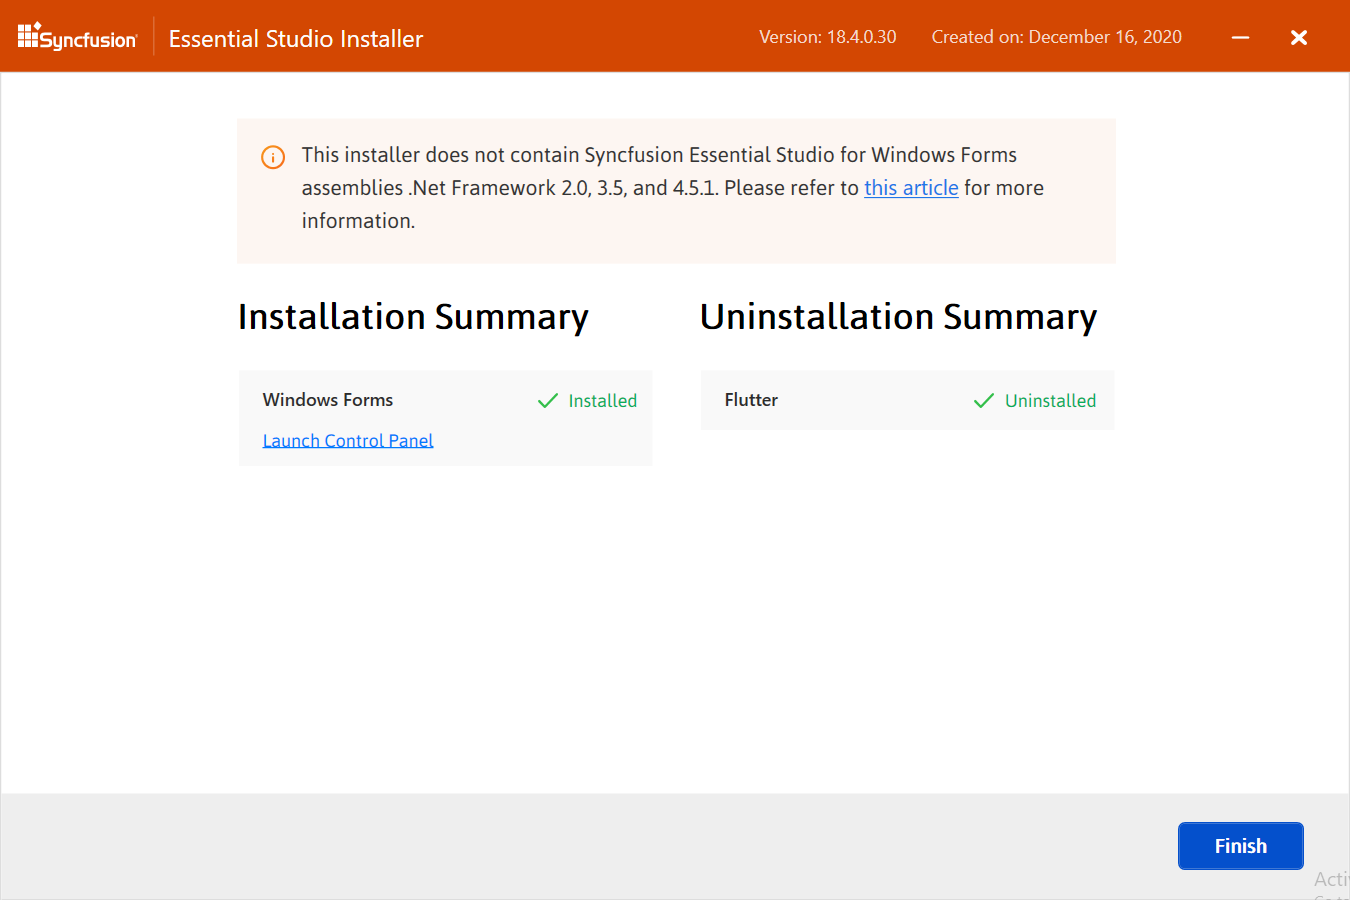 Syncfusion
Essential Studio Installer
Version: 18.4.0.30
Created on: December 16, 2020
This installer does not contain Syncfusion Essential Studio for Windows Forms
assemblies .Net Framework 2.0, 3.5, and 4.5.1. Please refer to this article for more
information.
Installation Summary
Windows Forms
Installed
Launch Control Panel
Uninstallation Summary
Flutter
Uninstalled
Finish